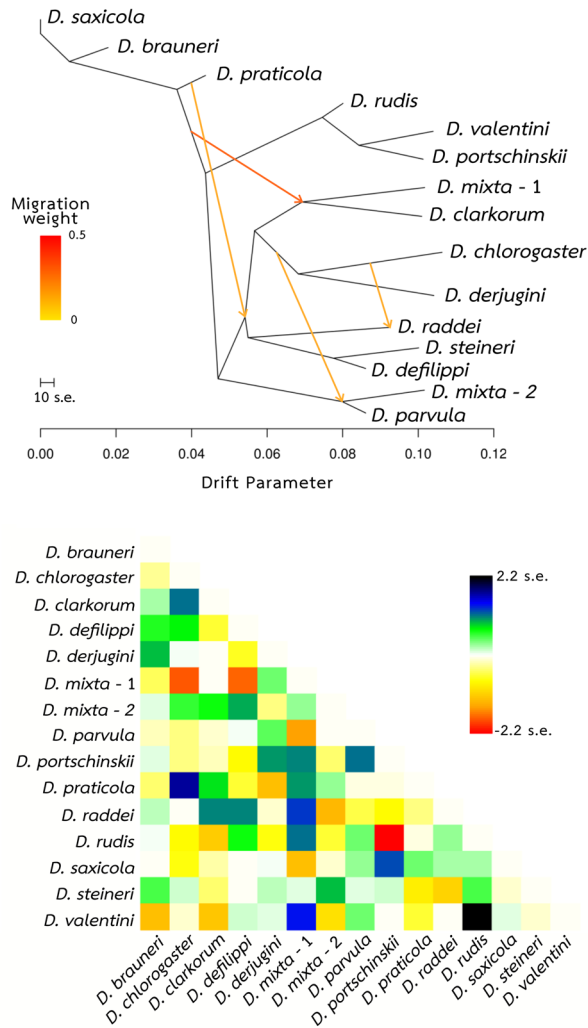 D. saxicola
D. brauneri
D. praticola
D. rudis
D. valentini
D. portschinskii
D. mixta - 1
D. clarkorum
D. chlorogaster
D. derjugini
D. raddei
D. steineri
D. defilippi
D. mixta - 2
D. parvula
Migration
weight
0.5
0
10 s.e.
0.00 0.02 0.04 0.06 0.08 0.10 0.12
Drift Parameter
D. brauneri
D. chlorogaster
D. clarkorum
D. defilippi
D. derjugini
D. mixta - 1
D. mixta - 2
D. parvula
D. portschinskii
D. praticola
D. raddei
D. rudis
D. saxicola
D. steineri
D. valentini
2.2 s.e.
-2.2 s.e.
D. brauneri
D. chlorogaster
D. clarkorum
D. defilippi
D. derjugini
D. mixta - 1
D. mixta - 2
D. parvula
D. portschinskii
D. praticola
D. raddei
D. rudis
D. saxicola
D. steineri
D. valentini